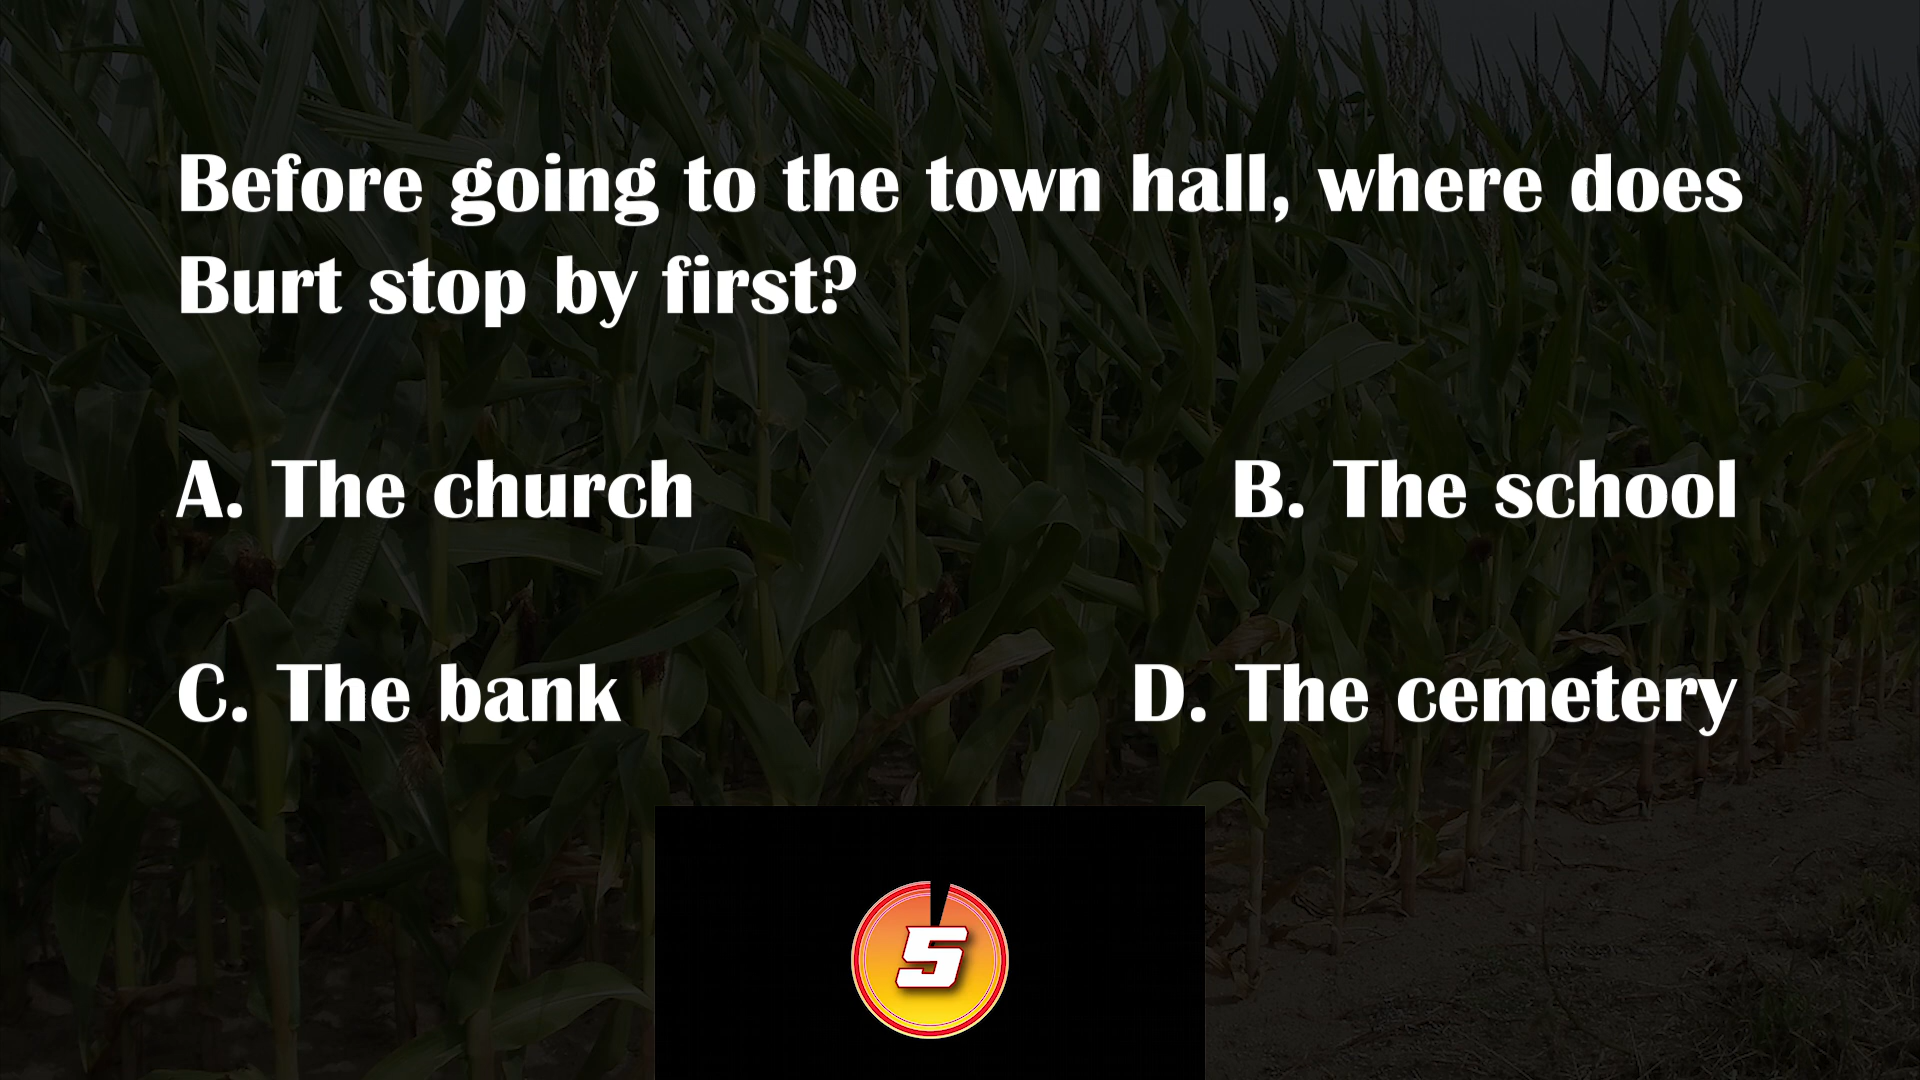 Before going to the town hall, where does
Burt stop by first?
A. The church
B. The school
C. The bank
D. The cemetery
5